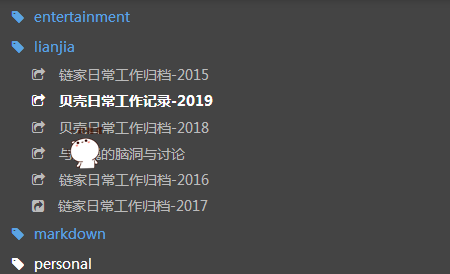 entertainment
lianjia
链家日常工作归档-2015
贝壳日常工作记录-2019
贝壳日常工作归档-2018
与的脑洞与讨论
链家日常工作归档-2016
链家日常工作归档-2017
markdown
personal